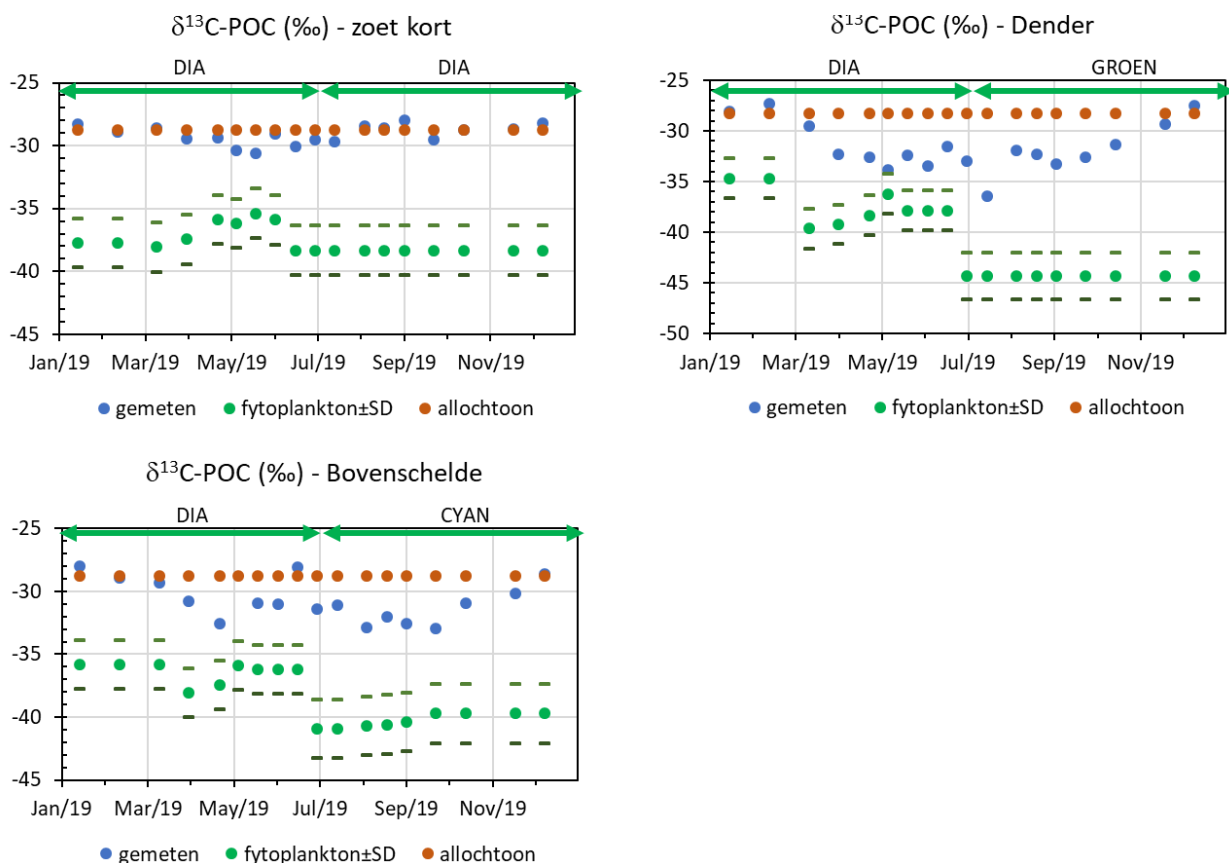 δ13C-POC (‰) - zoet kort
DIA DIA
-25
-30
-35
-40
-45
Jan/19 Mar/19 May/19 Jul/19 Sep/19 Nov/19
gemeten fytoplankton±SD allochtoon
δ13C-POC (‰) - Dender
DIA GROEN
-25
-30
-35
-40
-45
-50
Jan/19 Mar/19 May/19 Jul/19 Sep/19 Nov/19
gemeten fytoplankton±SD allochtoon
δ13C-POC (‰) - Bovenschelde
DIA CYAN
-25
-30
-35
-40
-45
Jan/19 Mar/19 May/19 Jul/19 Sep/19 Nov/19
gemeten fytoplankton±SD allochtoon